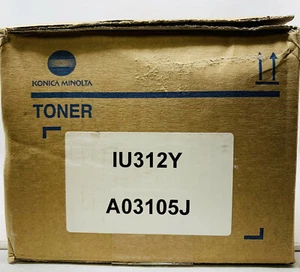 KONICA MINOLTA
TONER
IU312Y
A03105J